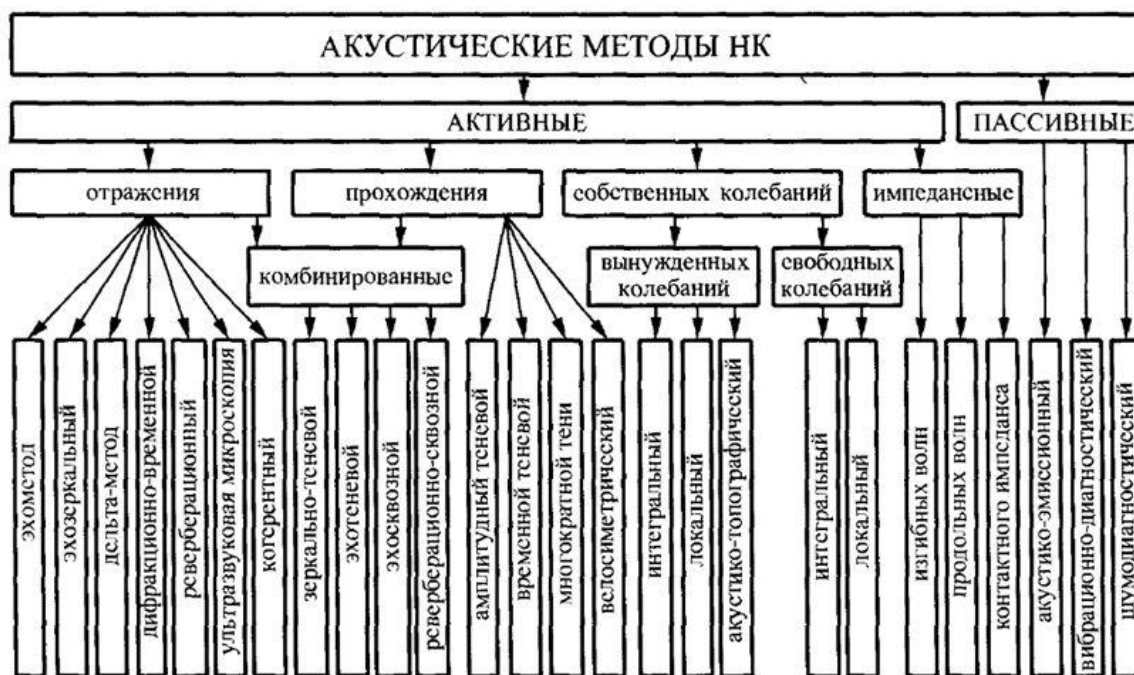 АКУСТИЧЕСКИЕ МЕТОДЫ НК
АКТИВНЫЕ
ПАССИВНЫЕ
отражения
прохождения
собственных колебаний
импедансные
комбинированные
вынужденных
колебаний
свободных
колебаний
эхометод
эхозеркальный
дельта-метод
дифракционно-временной
реверберационный
ультразвуковая микроскопия
когерентный
зеркально-теневой
эхотеневой
эхосквозной
реверберационно-сквозной
амплитудный теневой
временной теневой
многократной тени
велосиметрический
интегральный
локальный
акустико-топографический
интегральный
локальный
изгибных волн
продольных волн
контактного импеданса
акустико-эмиссионный
вибрационно-диагностический
шумодиагностический